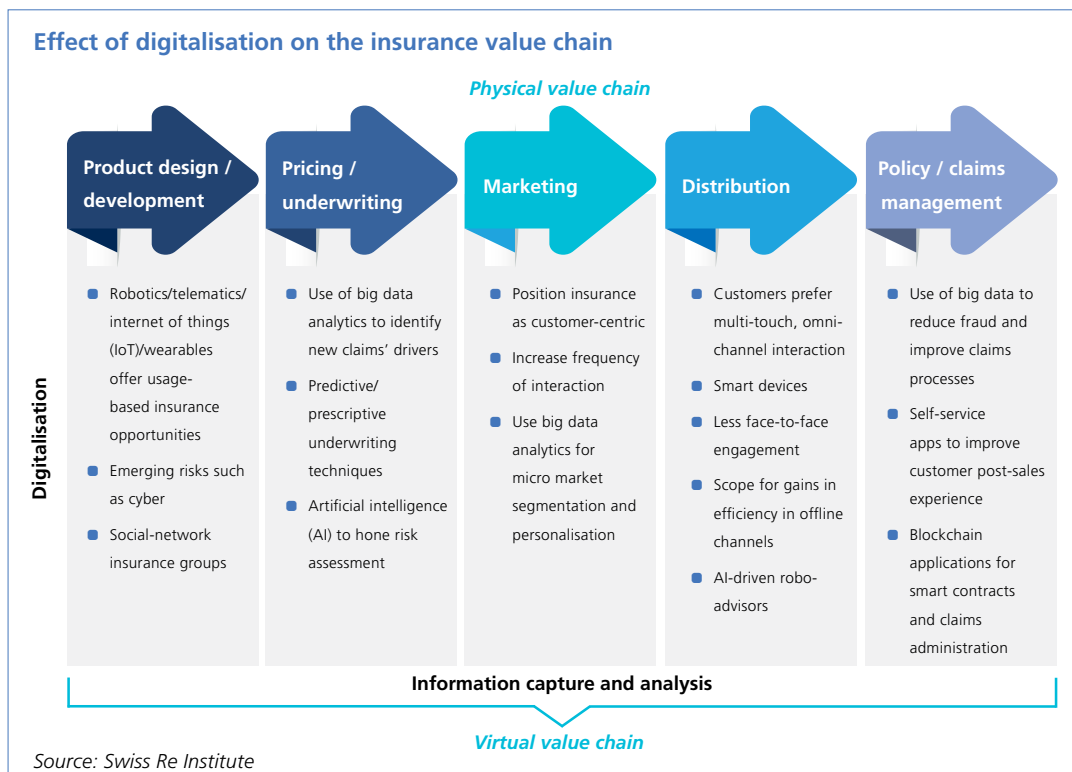 Effect of digitalisation on the insurance value chain
Physical value chain
Product design /
development
Pricing /
underwriting
Marketing
Distribution
Policy / claims
management
Digitalisation
Robotics/telematics/
internet of things
(IoT)/wearables
offer usage-
based insurance
opportunities
Emerging risks such
as cyber
Social-network
insurance groups
Use of big data
analytics to identify
new claims’ drivers
Predictive/
prescriptive
underwriting
techniques
Artificial intelligence
(AI) to hone risk
assessment
Position insurance
as customer-centric
Increase frequency
of interaction
Use big data
analytics for
micro market
segmentation and
personalisation
Customers prefer
multi-touch, omni-
channel interaction
Smart devices
Less face-to-face
engagement
Scope for gains in
efficiency in offline
channels
AI-driven robo-
advisors
Use of big data to
reduce fraud and
improve claims
processes
Self-service
apps to improve
customer post-sales
experience
Blockchain
applications for
smart contracts
and claims
administration
Information capture and analysis
Virtual value chain
Source: Swiss Re Institute